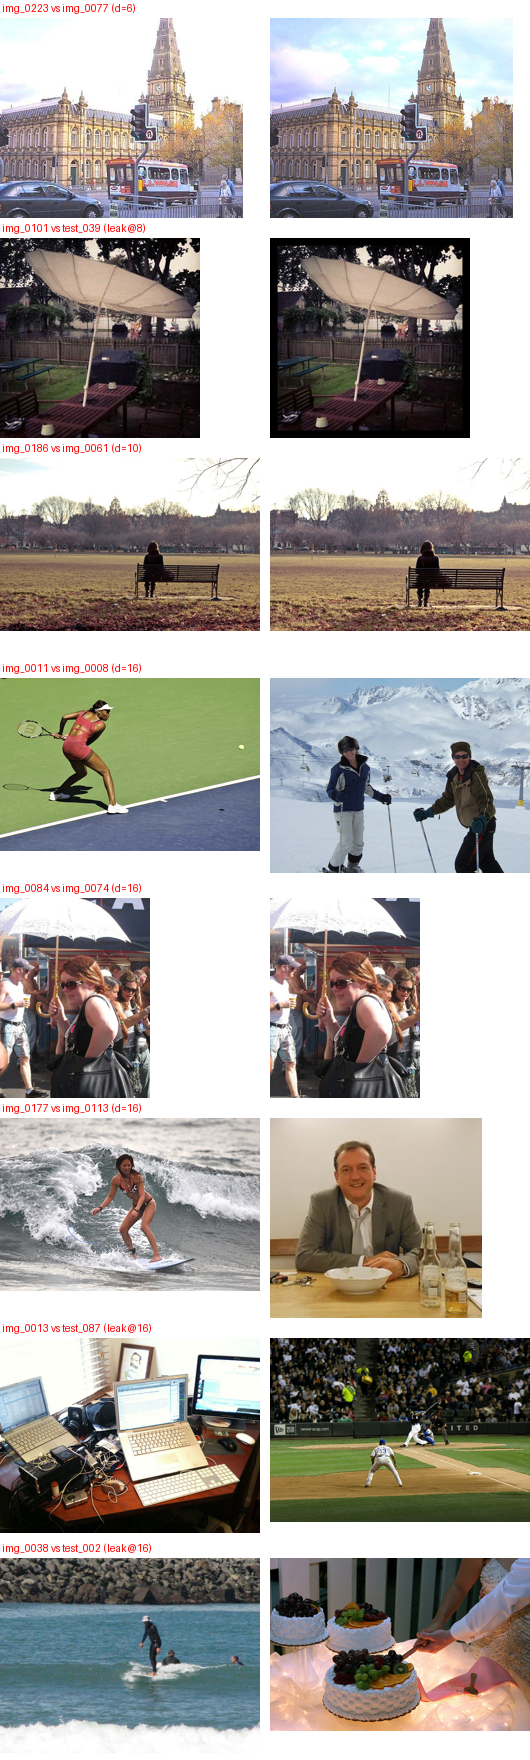 img_0223 vs img_0077 (d=6)
img_0101 vs test_039 (leak@8)
img_0186 vs img_0061 (d=10)
img_0011 vs img_0008 (d=16)
img_0084 vs img_0074 (d=16)
A
img_0177 vs img_0113 (d=16)
img_0013 vs test_087 (leak@16)
ITED
img_0038 vs test_002 (leak@16)